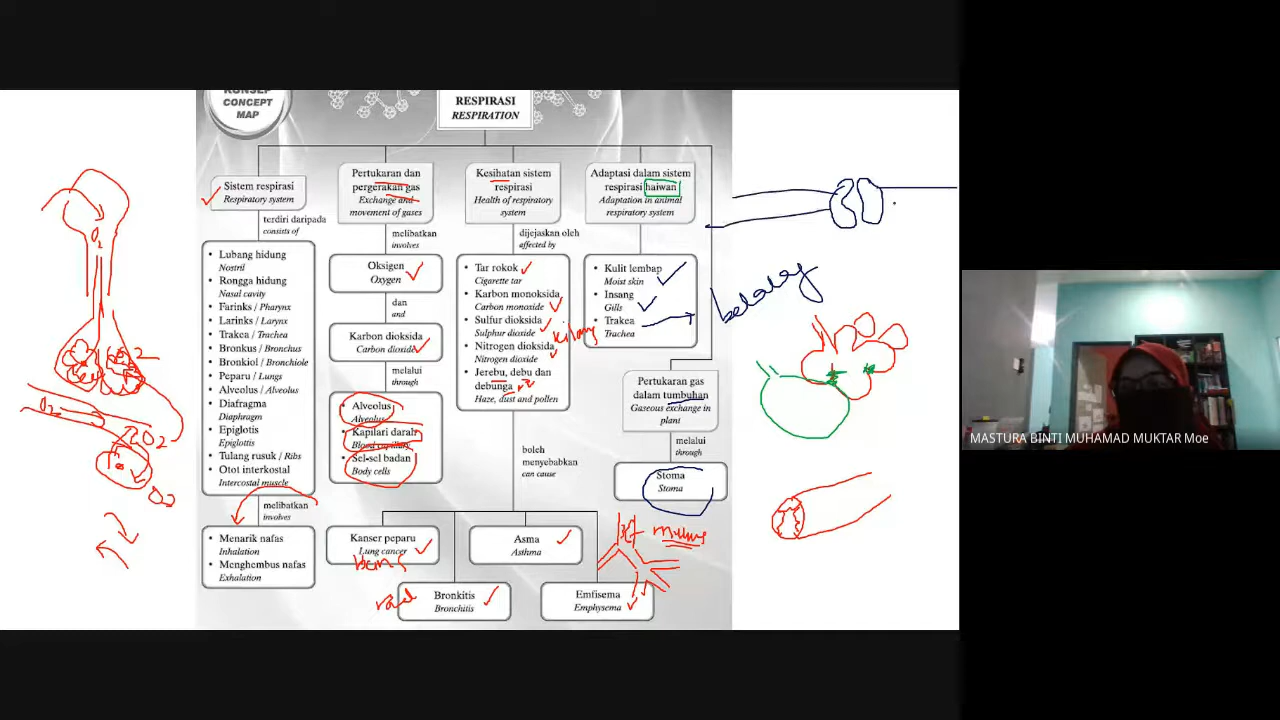 KONSEP
CONCEPT
MAP
RESPIRASI
RESPIRATION
Sistem respirasi
Respiratory system
terdiri daripada
consists of
• Lubang hidung
Nostril
• Rongga hidung
Nasal cavity
• Farinks / Pharynx
• Larinks / Larynx
• Trakea / Trachea
• Bronkus / Bronchus
• Bronkiol / Bronchiole
• Peparu / Lungs
• Alveolus / Alveolus
• Diafragma
Diaphragm
• Epiglotis
Epiglottis
• Tulang rusuk / Ribs
• Otot interkostal
Intercostal muscle
melibatkan
involves
• Menarik nafas
Inhalation
• Menghembus nafas
Exhalation
Pertukaran dan
pergerakan gas
Exchange and
movement of gases
melibatkan
involves
Oksigen
Oxygen
dan
and
Karbon dioksida
Carbon dioxide
melalui
through
• Alveolus
Alveolus
• Kapilari darah
Blood capillary
• Sel-sel badan
Body cells
Kesihatan sistem
respirasi
Health of respiratory
system
dijejaskan oleh
affected by
• Tar rokok
Cigarette tar
• Karbon monoksida
Carbon monoxide
• Sulfur dioksida
Sulphur dioxide
kilang
• Nitrogen dioksida
Nitrogen dioxide
• Jerebu, debu dan
debunga
Haze, dust and pollen
boleh
menyebabkan
can cause
Kanser peparu
Lung cancer
Asma
Asthma
Bronkitis
Bronchitis
Emfisema
Emphysema
mukus
Adaptasi dalam sistem
respirasi haiwan
Adaptation in animal
respiratory system
• Kulit lembap
Moist skin
• Insang
Gills
• Trakea
Trachea
belalang
Pertukaran gas
dalam tumbuhan
Gaseous exchange in
plant
melalui
through
Stoma
Stoma
O2
O2
CO2
O2
MASTURA BINTI MUHAMAD MUKTAR Moe